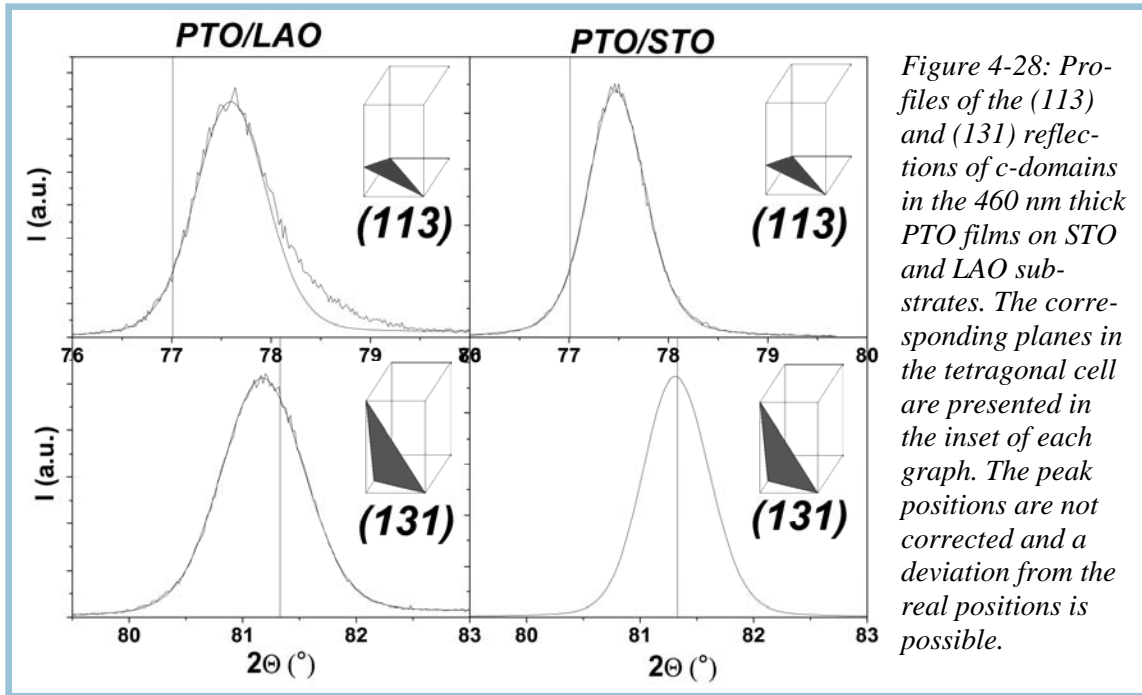 PTO/LAO
PTO/STO
I (a.u.)
(113)
(113)
76 77 78 79 80
77 78 79 80
I (a.u.)
(131)
(131)
80 81 82 83
80 81 82 83
2Θ (°)
2Θ (°)
Figure 4-28: Pro-
files of the (113)
and (131) reflec-
tions of c-domains
in the 460 nm thick
PTO films on STO
and LAO sub-
strates. The corre-
sponding planes in
the tetragonal cell
are presented in
the inset of each
graph. The peak
positions are not
corrected and a
deviation from the
real positions is
possible.